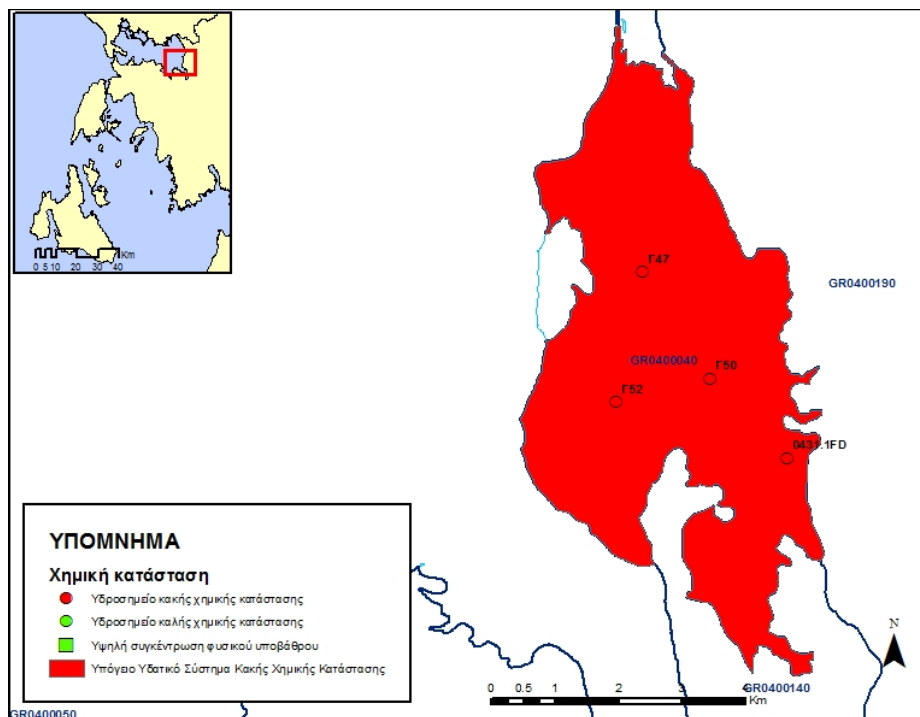 0 5 10 20 30 40
Km
Γ47
GR0400190
GR0400040
Γ50
Γ52
0431.1FD
ΥΠΟΜΝΗΜΑ
Χημική κατάσταση
Υδροσημείο κακής χημικής κατάστασης
Υδροσημείο καλής χημικής κατάστασης
Υψηλή συγκέντρωση φυσικού υποβάθρου
Υπόγειο Υδατικό Σύστημα Κακής Χημικής Κατάστασης
N
0 0.5 1 2 3 4
Km
GR0400140
GR0400050